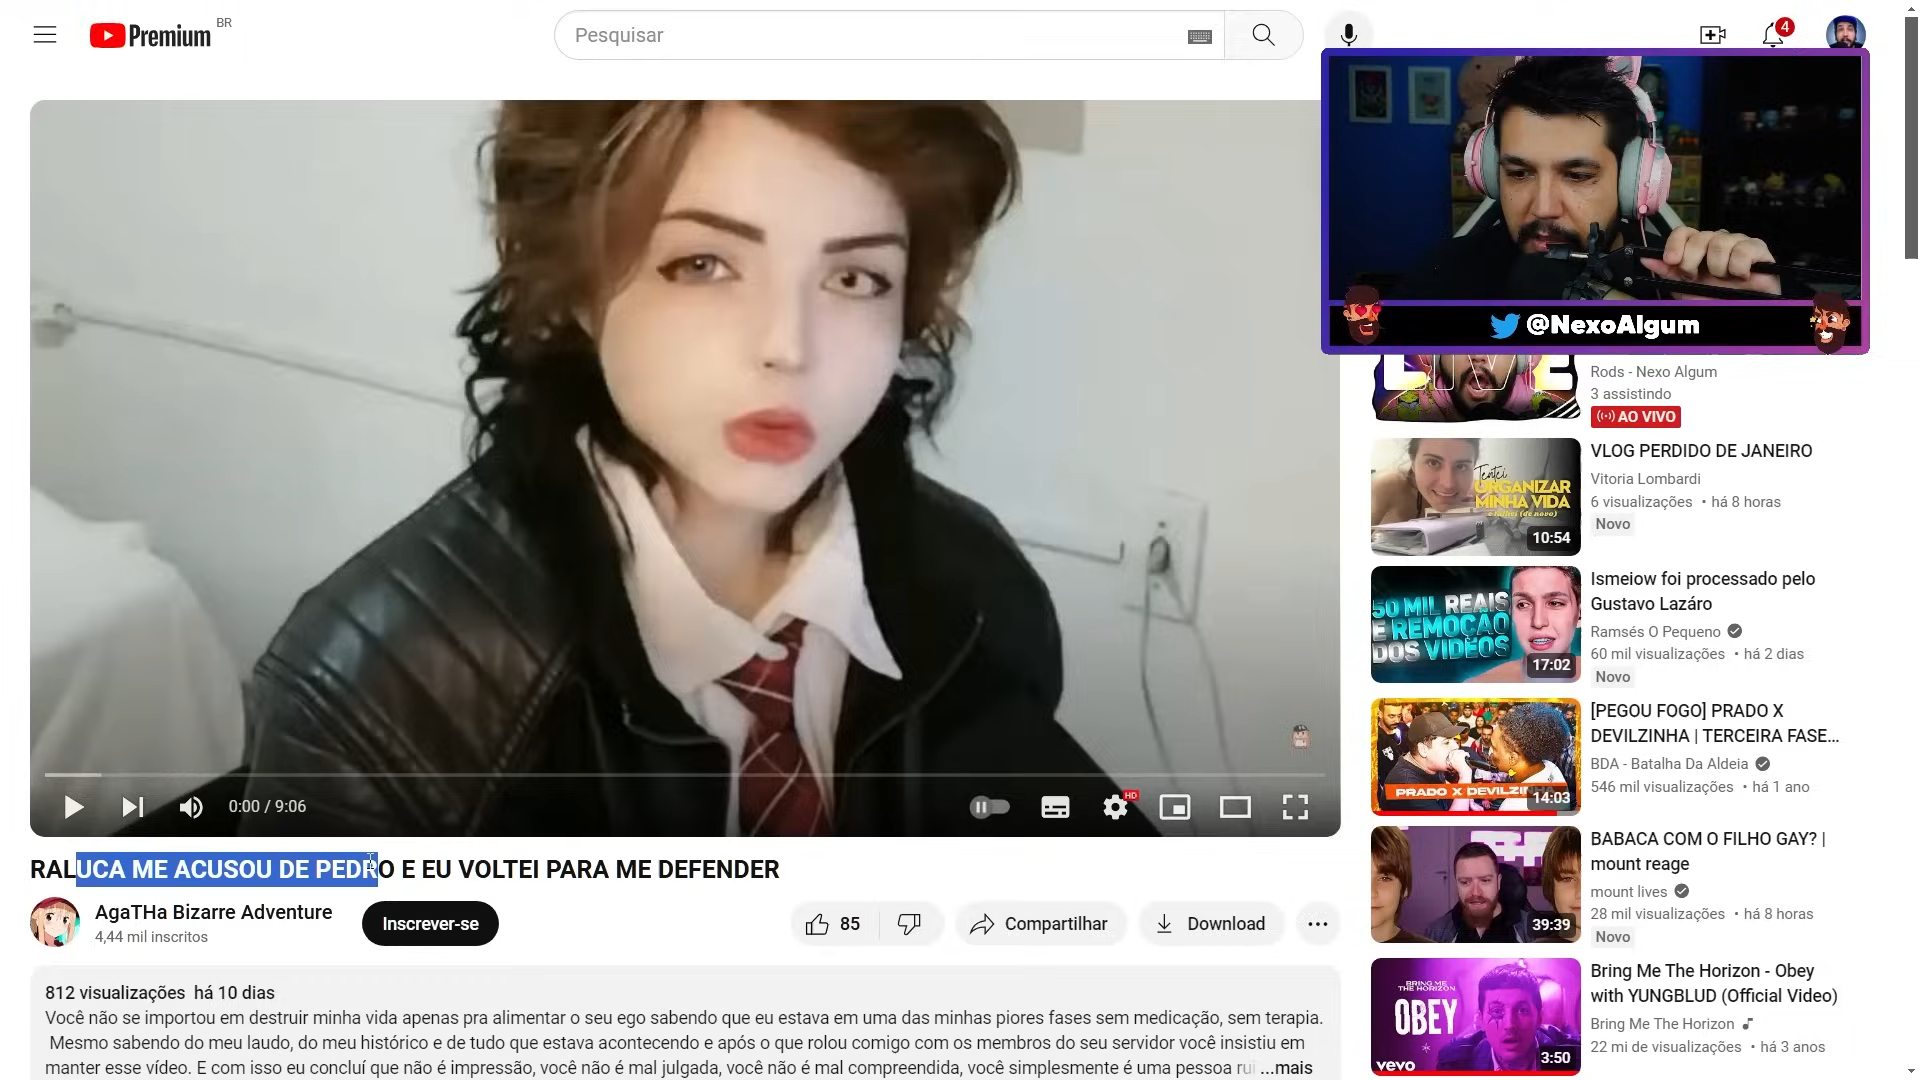 Premium BR
Pesquisar
4
@NexoAlgum
LIVE
Rods - Nexo Algum
3 assistindo
AO VIVO
Tentei
ORGANIZAR
MINHA VIDA
e falhei (de novo)
10:54
VLOG PERDIDO DE JANEIRO
Vitoria Lombardi
6 visualizações • há 8 horas
Novo
50 MIL REAIS
E REMOÇÃO
DOS VIDEOS
17:02
Ismeiow foi processado pelo
Gustavo Lazáro
Ramsés O Pequeno
60 mil visualizações • há 2 dias
Novo
PRADO X DEVILZIN
14:03
[PEGOU FOGO] PRADO X
DEVILZINHA | TERCEIRA FASE...
BDA - Batalha Da Aldeia
546 mil visualizações • há 1 ano
39:39
BABACA COM O FILHO GAY? |
mount reage
mount lives
28 mil visualizações • há 8 horas
Novo
BRING ME
THE HORIZON
OBEY
vevo
3:50
Bring Me The Horizon - Obey
with YUNGBLUD (Official Video)
Bring Me The Horizon
22 mi de visualizações • há 3 anos
0:00 / 9:06
HD
RALUCA ME ACUSOU DE PEDRO E EU VOLTEI PARA ME DEFENDER
AgaTHa Bizarre Adventure
4,44 mil inscritos
Inscrever-se
85
Compartilhar
Download
812 visualizações há 10 dias
Você não se importou em destruir minha vida apenas pra alimentar o seu ego sabendo que eu estava em uma das minhas piores fases sem medicação, sem terapia.
Mesmo sabendo do meu laudo, do meu histórico e de tudo que estava acontecendo e após o que rolou comigo com os membros do seu servidor você insistiu em
manter esse vídeo. E com isso eu concluí que não é impressão, você não é mal julgada, você não é mal compreendida, você simplesmente é uma pessoa rui ...mais